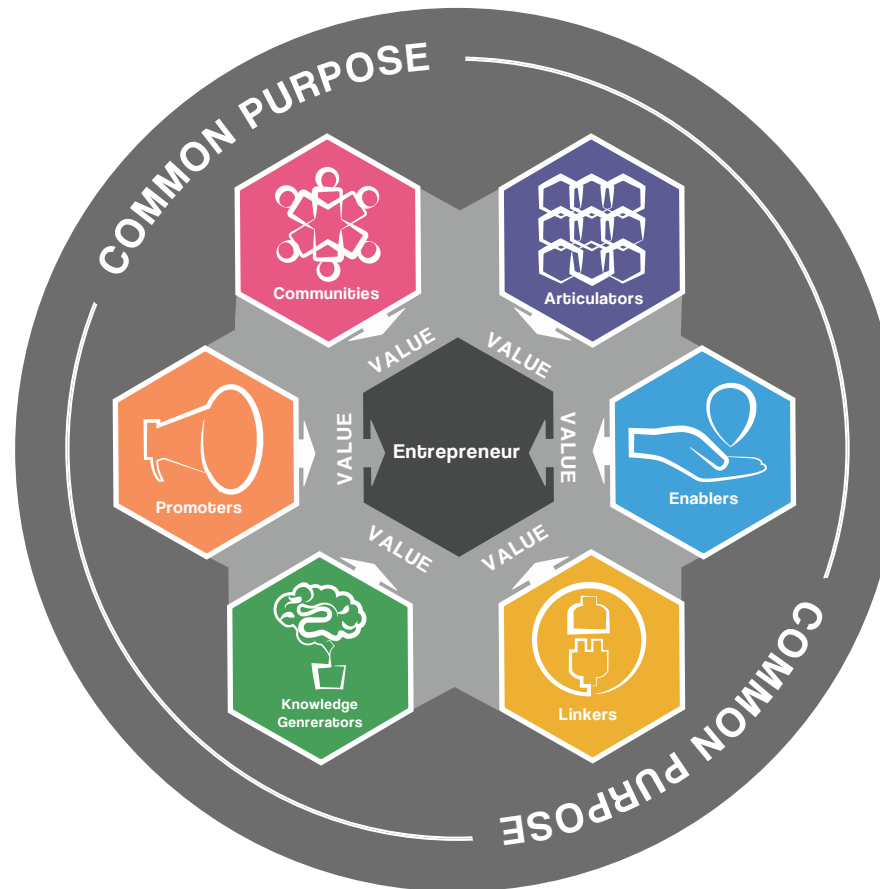 COMMON PURPOSE
Communities
Articulators
VALUE
VALUE
Promoters
VALUE
Entrepreneur
VALUE
Enablers
VALUE
VALUE
Knowledge
Genrerators
Linkers
COMMON PURPOSE